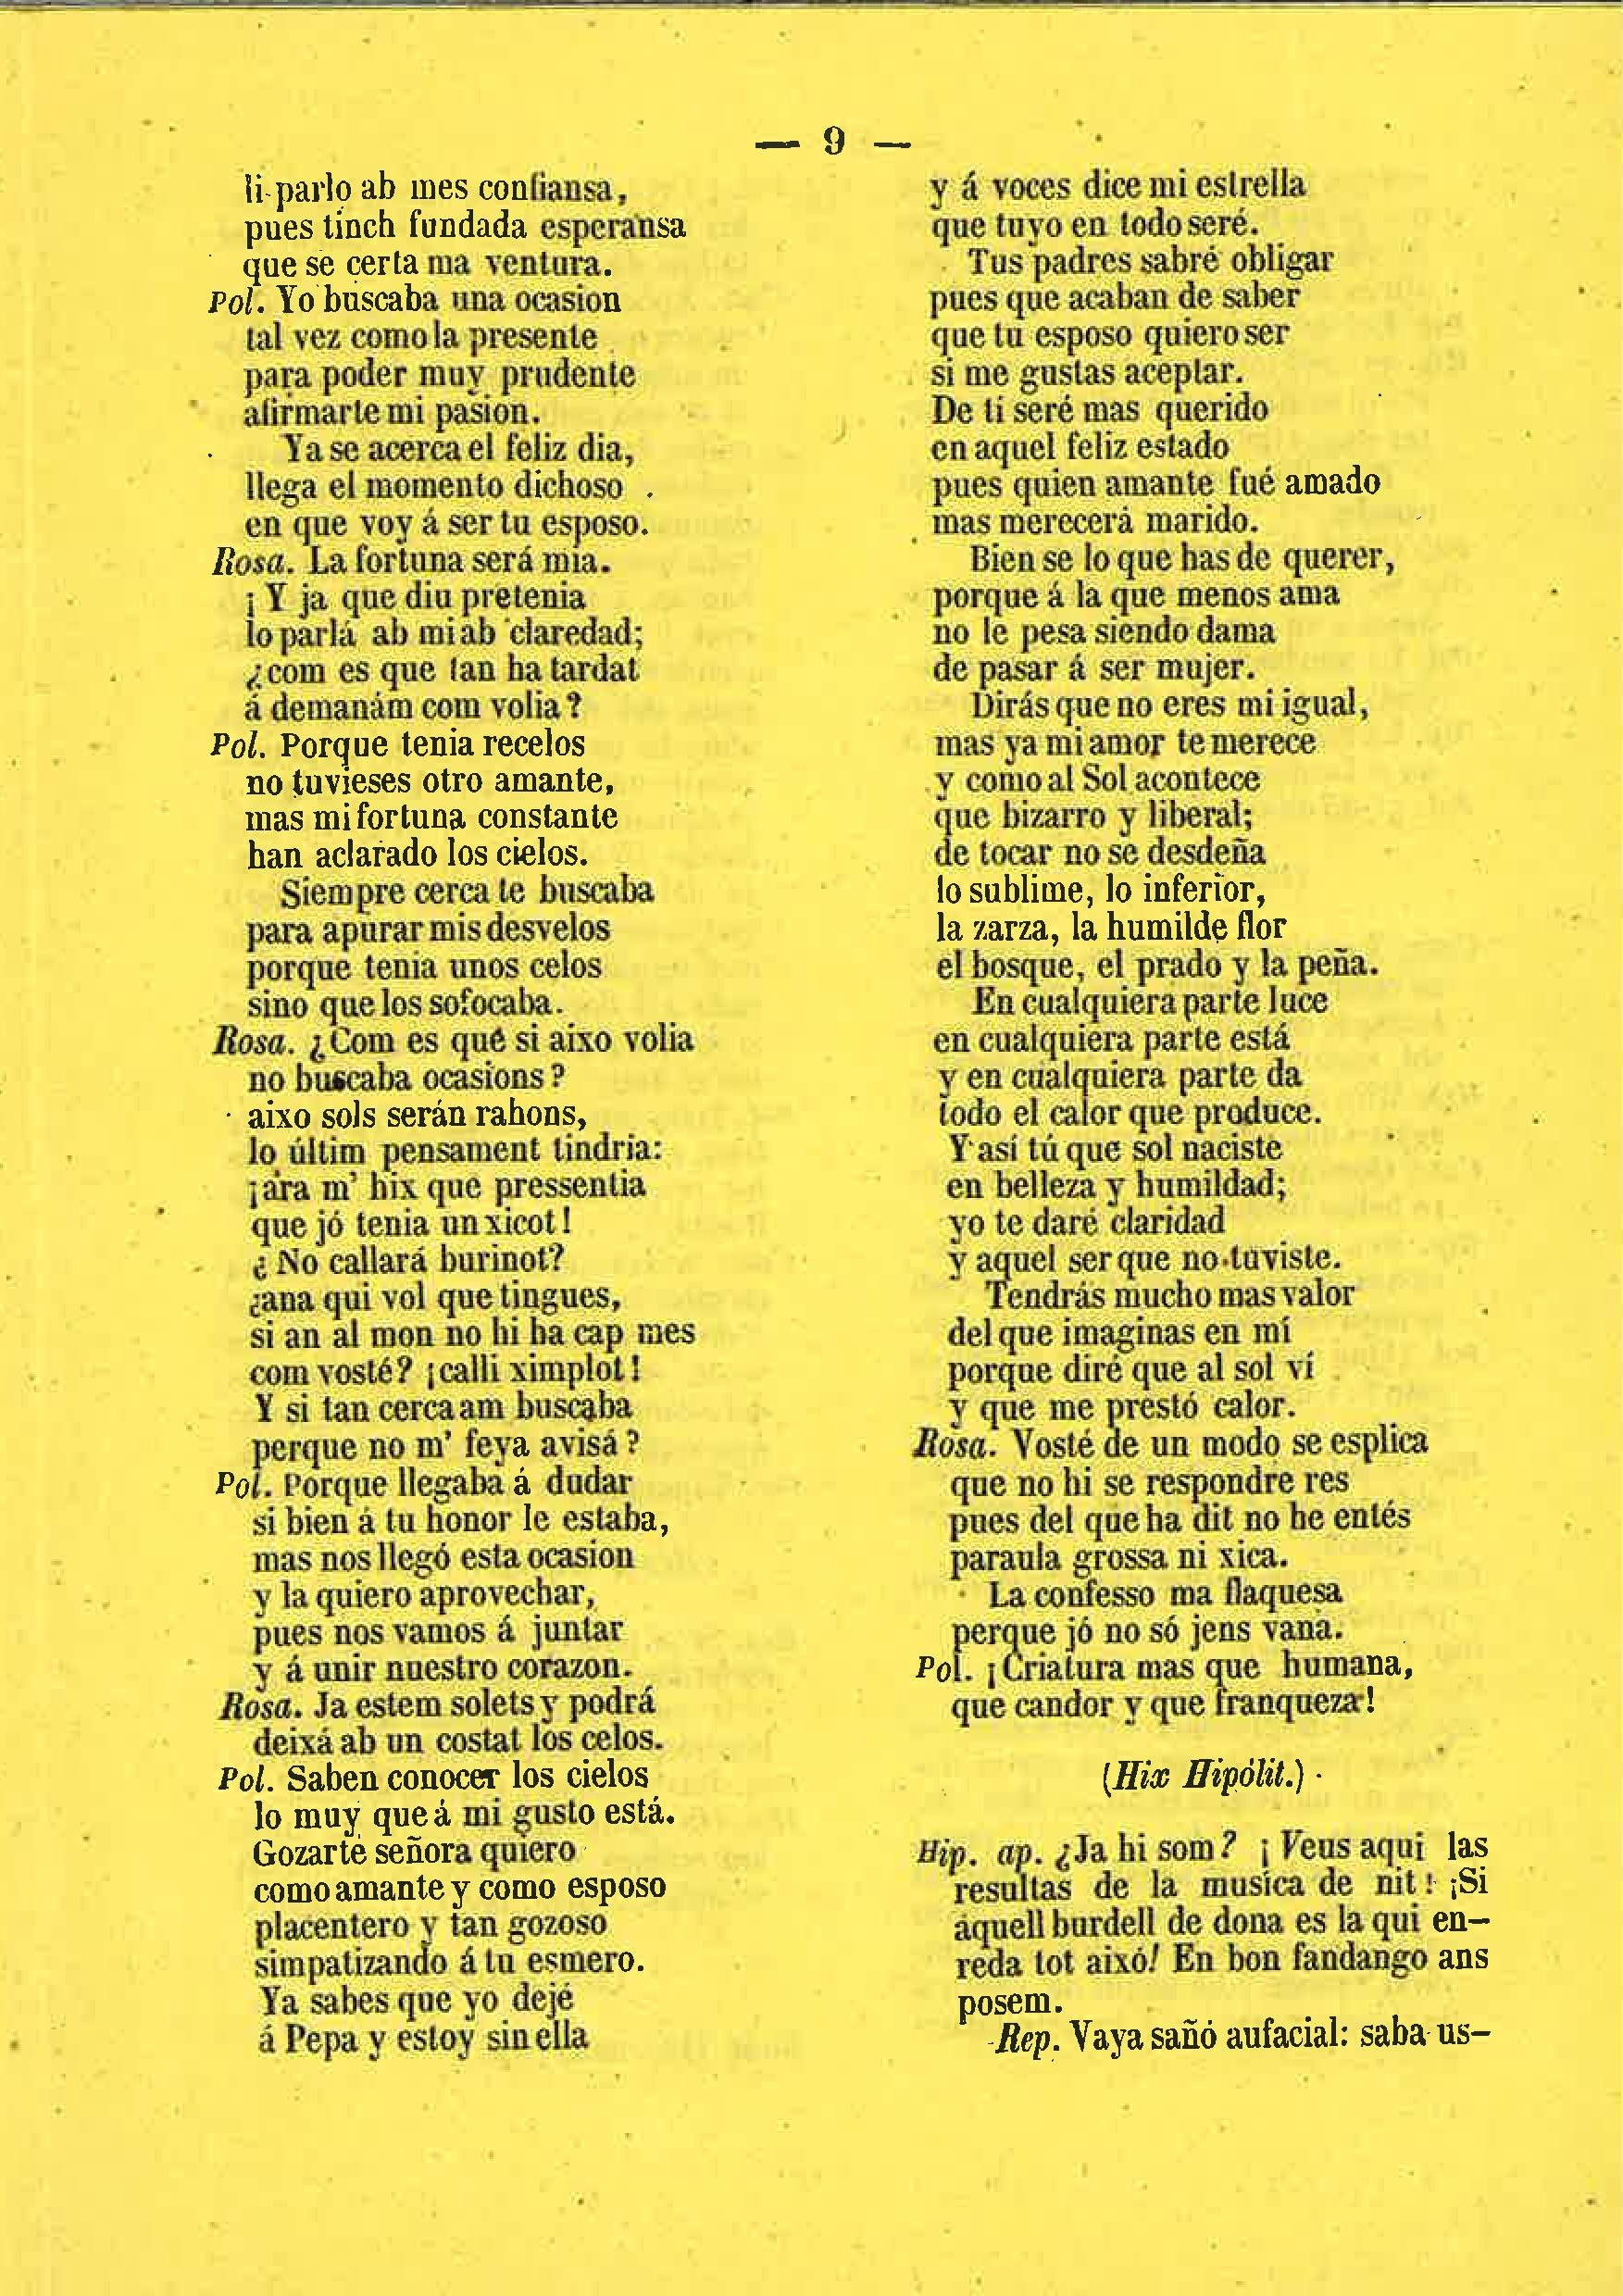 — 9 —
li parlo ab mes confiansa,
pues tinch fundada esperansa
que se certa ma ventura.
Pol. Yo buscaba una ocasion
tal vez como la presente
para poder muy prudente
afirmarte mi pasion.
Ya se acerca el feliz dia,
llega el momento dichoso
en que voy á ser tu esposo.
Rosa. La fortuna será mia.
¡Y ja que diu pretenia
lo parlá ab mi ab claredad;
¿com es que tan ha tardat
á demanám com volia?
Pol. Porque tenia recelos
no tuvieses otro amante,
mas mi fortuna constante
han aclarado los cielos.
Siempre cerca te buscaba
para apurar mis desvelos
porque tenia unos celos
sino que los sofocaba.
Rosa. ¿Com es que si aixo volia
no buscaba ocasions?
aixo sols serán rahons,
lo últim pensament tindria:
¡ara m' hix que pressentia
que jó tenia un xicot!
¿No callará burinot?
¿ana qui vol que tingues,
si an al mon no hi ha cap mes
com vosté? ¡calli ximplot!
Y si tan cerca am buscaba
perque no m' feya avisá?
Pol. Porque llegaba á dudar
si bien á tu honor le estaba,
mas nos llegó esta ocasion
y la quiero aprovechar,
pues nos vamos á juntar
y á unir nuestro corazon.
Rosa. Ja estem solets y podrá
deixá ab un costat los celos.
Pol. Saben conocer los cielos
lo muy que á mi gusto está.
Gozarte señora quiero
como amante y como esposo
placentero y tan gozoso
simpatizando á tu esmero.
Ya sabes que yo dejé
á Pepa y estoy sin ella
y á voces dice mi estrella
que tuyo en todo seré.
Tus padres sabré obligar
pues que acaban de saber
que tu esposo quiero ser
si me gustas aceptar.
De ti seré mas querido
en aquel feliz estado
pues quien amante fué amado
mas merecerá marido.
Bien se lo que has de querer,
porque á la que menos ama
no le pesa siendo dama
de pasar á ser mujer.
Dirás que no eres mi igual,
mas ya mi amor te merece
y como al Sol acontece
que bizarro y liberal;
de tocar no se desdeña
lo sublime, lo inferior,
la zarza, la humilde flor
el bosque, el prado y la peña.
En cualquiera parte luce
en cualquiera parte está
y en cualquiera parte da
todo el calor que produce.
Y así tú que sol naciste
en belleza y humildad;
yo te daré claridad
y aquel ser que no tuviste.
Tendrás mucho mas valor
del que imaginas en mí
porque diré que al sol ví
y que me prestó calor.
Rosa. Vosté de un modo se esplica
que no hi se respondre res
pues del que ha dit no he entés
paraula grossa ni xica.
La confesso ma flaquesa
perque jó no só jens vana.
Pol. ¡Criatura mas que humana,
que candor y que franqueza!
(Hix Hipólit.)
Hip. ap. ¿Ja hi som? ¡Veus aqui las
resultas de la musica de nit! ¡Si
aquell burdell de dona es la qui en-
reda tot aixó! En bon fandango ans
posem.
Rep. Vaya sañó aufacial: saba us-